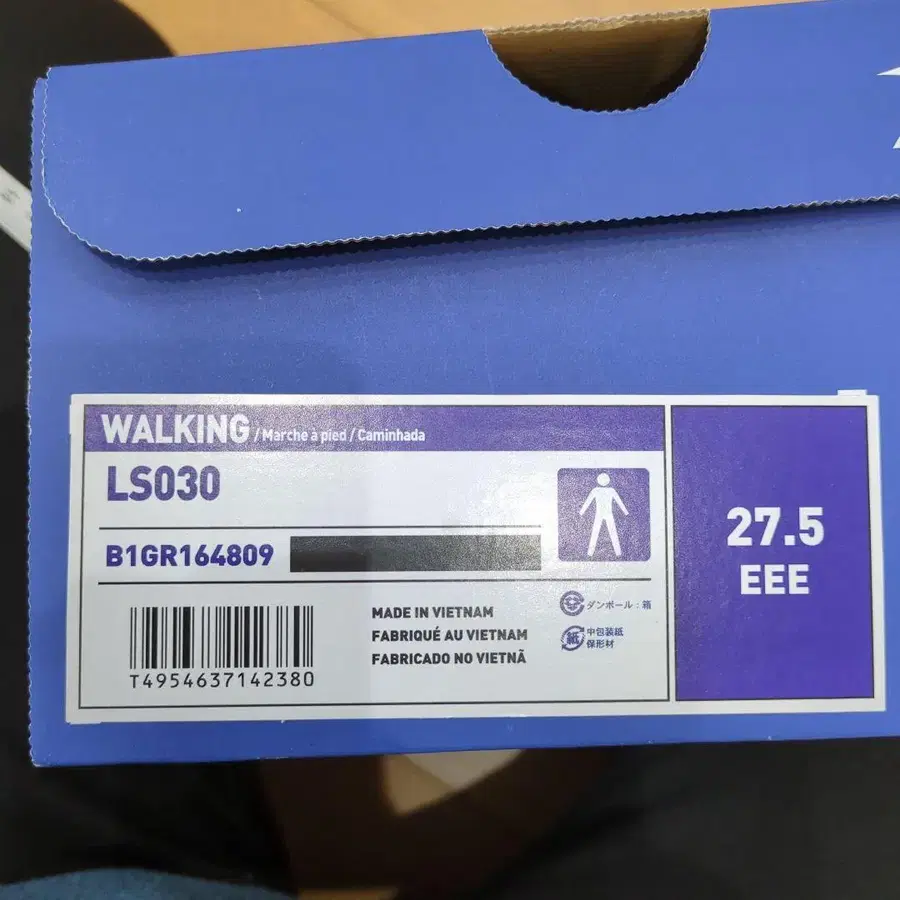 WALKING / Marche à pied / Caminhada
LS030
B1GR164809
T4954637142380
MADE IN VIETNAM
FABRIQUÉ AU VIETNAM
FABRICADO NO VIETNÃ
ダンボール：箱
紙
中包装紙
保形材
27.5
EEE